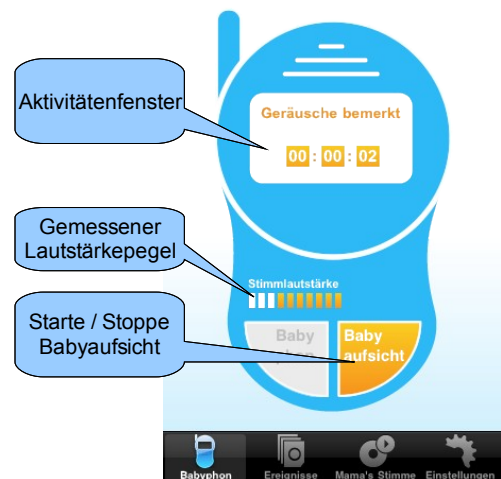 Aktivitätenfenster
Geräusche bemerkt
00 : 00 : 02
Gemessener
Lautstärkepegel
Stimmlautstärke
Starte / Stoppe
Babyaufsicht
Baby
phon
Baby
aufsicht
Babyphon
Ereignisse
Mama's Stimme
Einstellungen